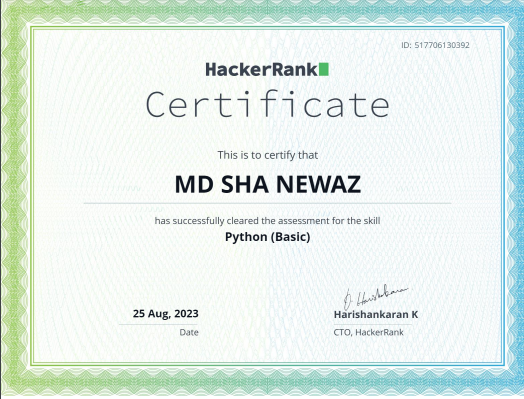 ID: 517706130392
HackerRank
Certificate
This is to certify that
MD SHA NEWAZ
has successfully cleared the assessment for the skill
Python (Basic)
25 Aug, 2023
Date
Harishankaran K
CTO, HackerRank